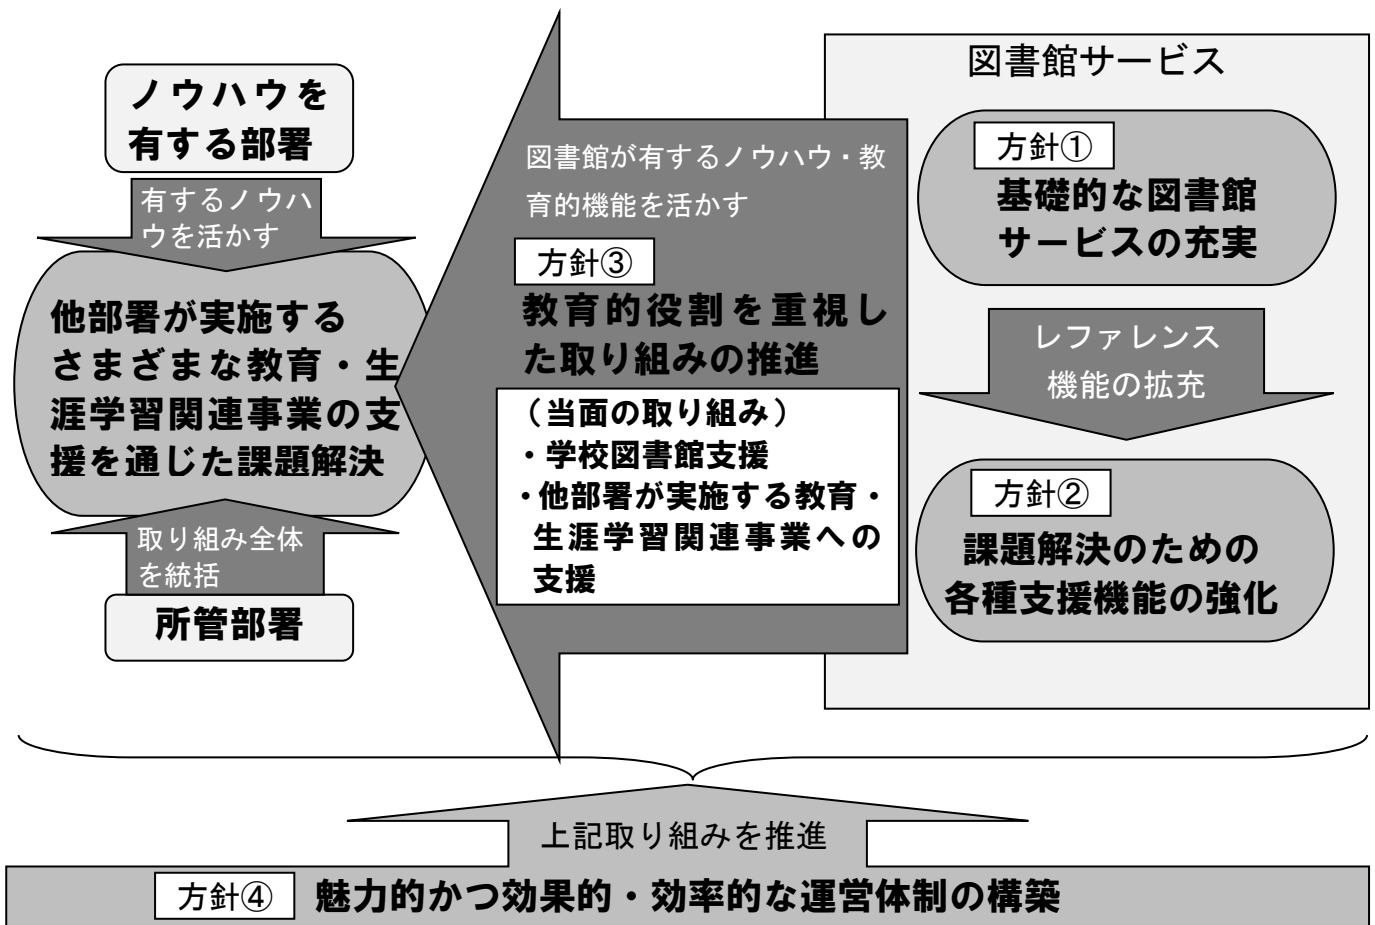 図書館サービス
方針①
基礎的な図書館
サービスの充実
レファレンス
機能の拡充
方針②
課題解決のための
各種支援機能の強化
図書館が有するノウハウ・教
育的機能を活かす
方針③
教育的役割を重視し
た取り組みの推進
（当面の取り組み）
・学校図書館支援
・他部署が実施する教育・
生涯学習関連事業への
支援
ノウハウを
有する部署
有するノウハ
ウを活かす
他部署が実施する
さまざまな教育・生
涯学習関連事業の支
援を通じた課題解決
取り組み全体
を統括
所管部署
上記取り組みを推進
方針④
魅力的かつ効果的・効率的な運営体制の構築